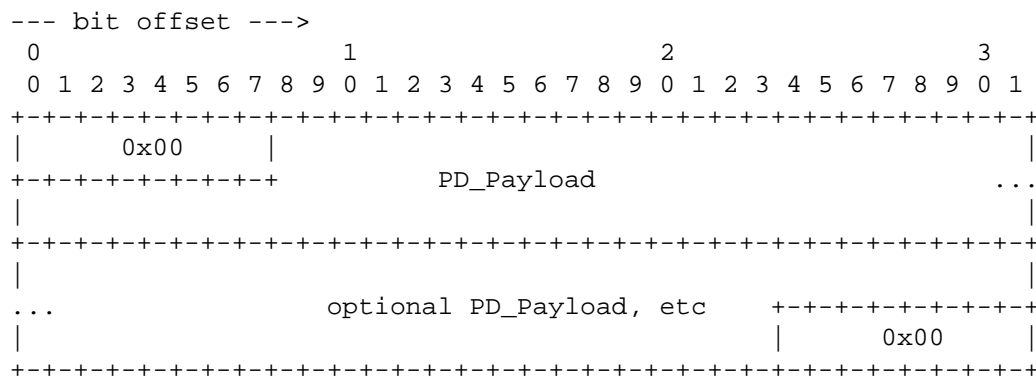 --- bit offset --->
 0                   1                   2                   3
 0 1 2 3 4 5 6 7 8 9 0 1 2 3 4 5 6 7 8 9 0 1 2 3 4 5 6 7 8 9 0 1
+-+-+-+-+-+-+-+-+-+-+-+-+-+-+-+-+-+-+-+-+-+-+-+-+-+-+-+-+-+-+-+-+
|      0x00     |                                               |
+-+-+-+-+-+-+-+-+          PD_Payload                         ...
|                                                               |
+-+-+-+-+-+-+-+-+-+-+-+-+-+-+-+-+-+-+-+-+-+-+-+-+-+-+-+-+-+-+-+-+
|                                                               |
...                 optional PD_Payload, etc    +-+-+-+-+-+-+-+-+
|                                               |      0x00     |
+-+-+-+-+-+-+-+-+-+-+-+-+-+-+-+-+-+-+-+-+-+-+-+-+-+-+-+-+-+-+-+-+